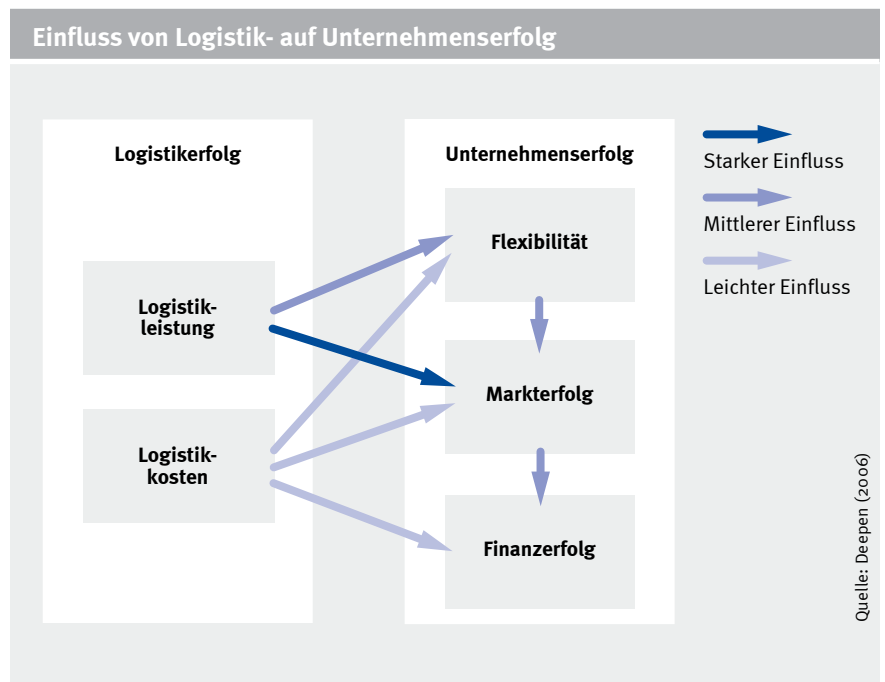 Einfluss von Logistik- auf Unternehmenserfolg
Logistikerfolg
Logistik-
leistung
Logistik-
kosten
Unternehmenserfolg
Flexibilität
Markterfolg
Finanzerfolg
Starker Einfluss
Mittlerer Einfluss
Leichter Einfluss
Quelle: Deepen (2006)